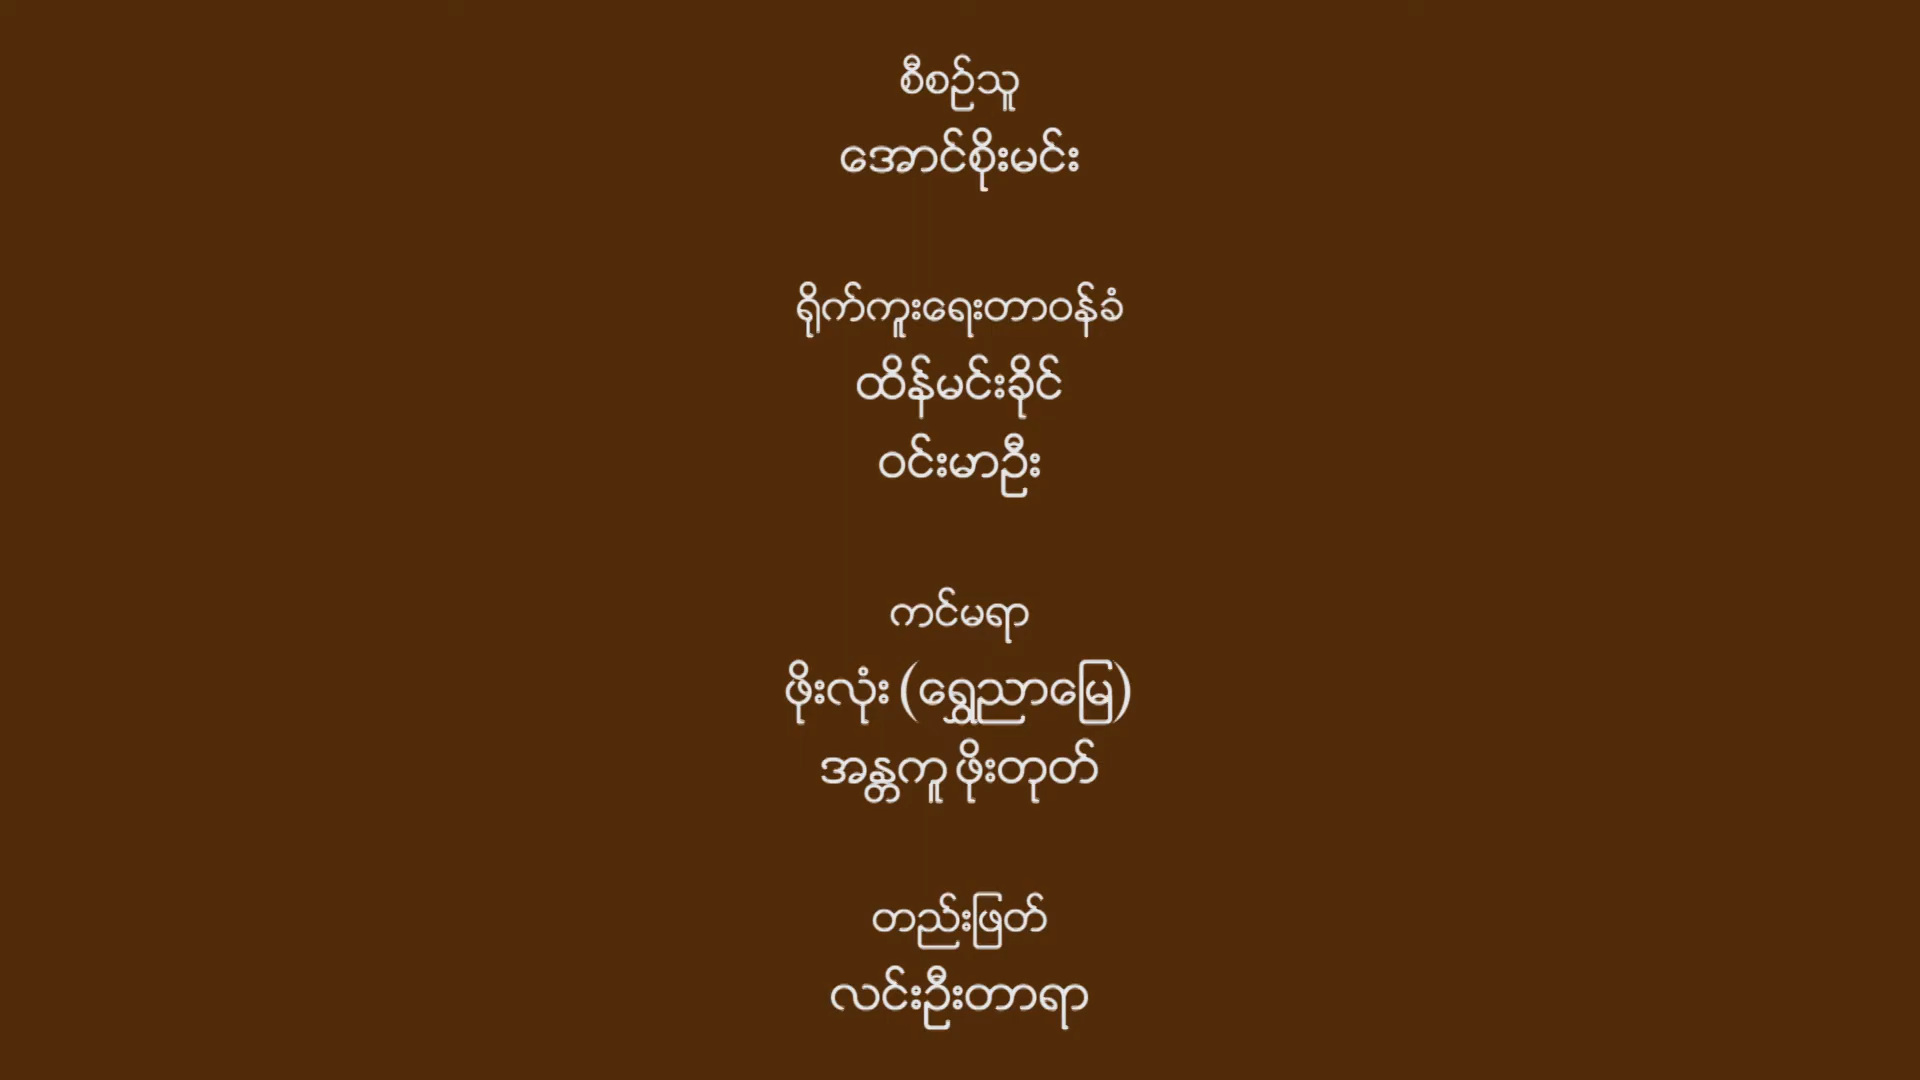 စီစဉ်သူ
အောင်စိုးမင်း
ရိုက်ကူးရေးတာဝန်ခံ
ထိန်မင်းခိုင်
ဝင်းမာဦး
ကင်မရာ
ဖိုးလုံး (ရွှေညာမြေ)
အန္တကူ ဖိုးတုတ်
တည်းဖြတ်
လင်းဦးတာရာ